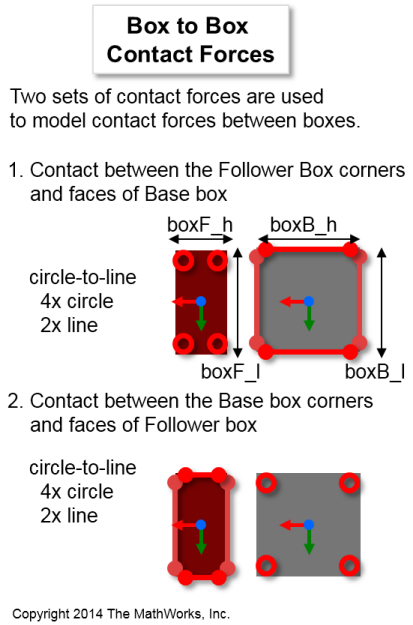 Box to Box
Contact Forces
Two sets of contact forces are used
to model contact forces between boxes.
1. Contact between the Follower Box corners
and faces of Base box
boxF_h
boxB_h
circle-to-line
4x circle
2x line
boxF_l
boxB_l
2. Contact between the Base box corners
and faces of Follower box
circle-to-line
4x circle
2x line
Copyright 2014 The MathWorks, Inc.